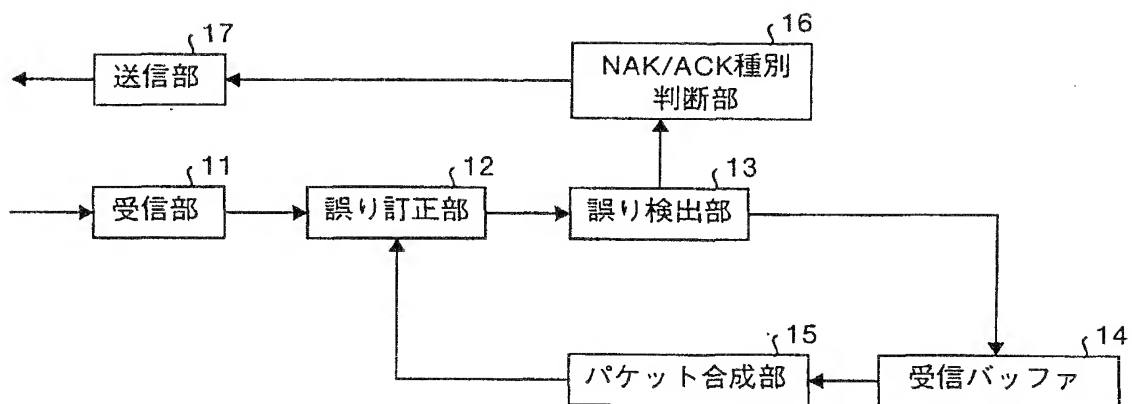 17
送信部
16
NAK/ACK種別
判断部
11
受信部
12
誤り訂正部
13
誤り検出部
15
パケット合成部
14
受信バッファ